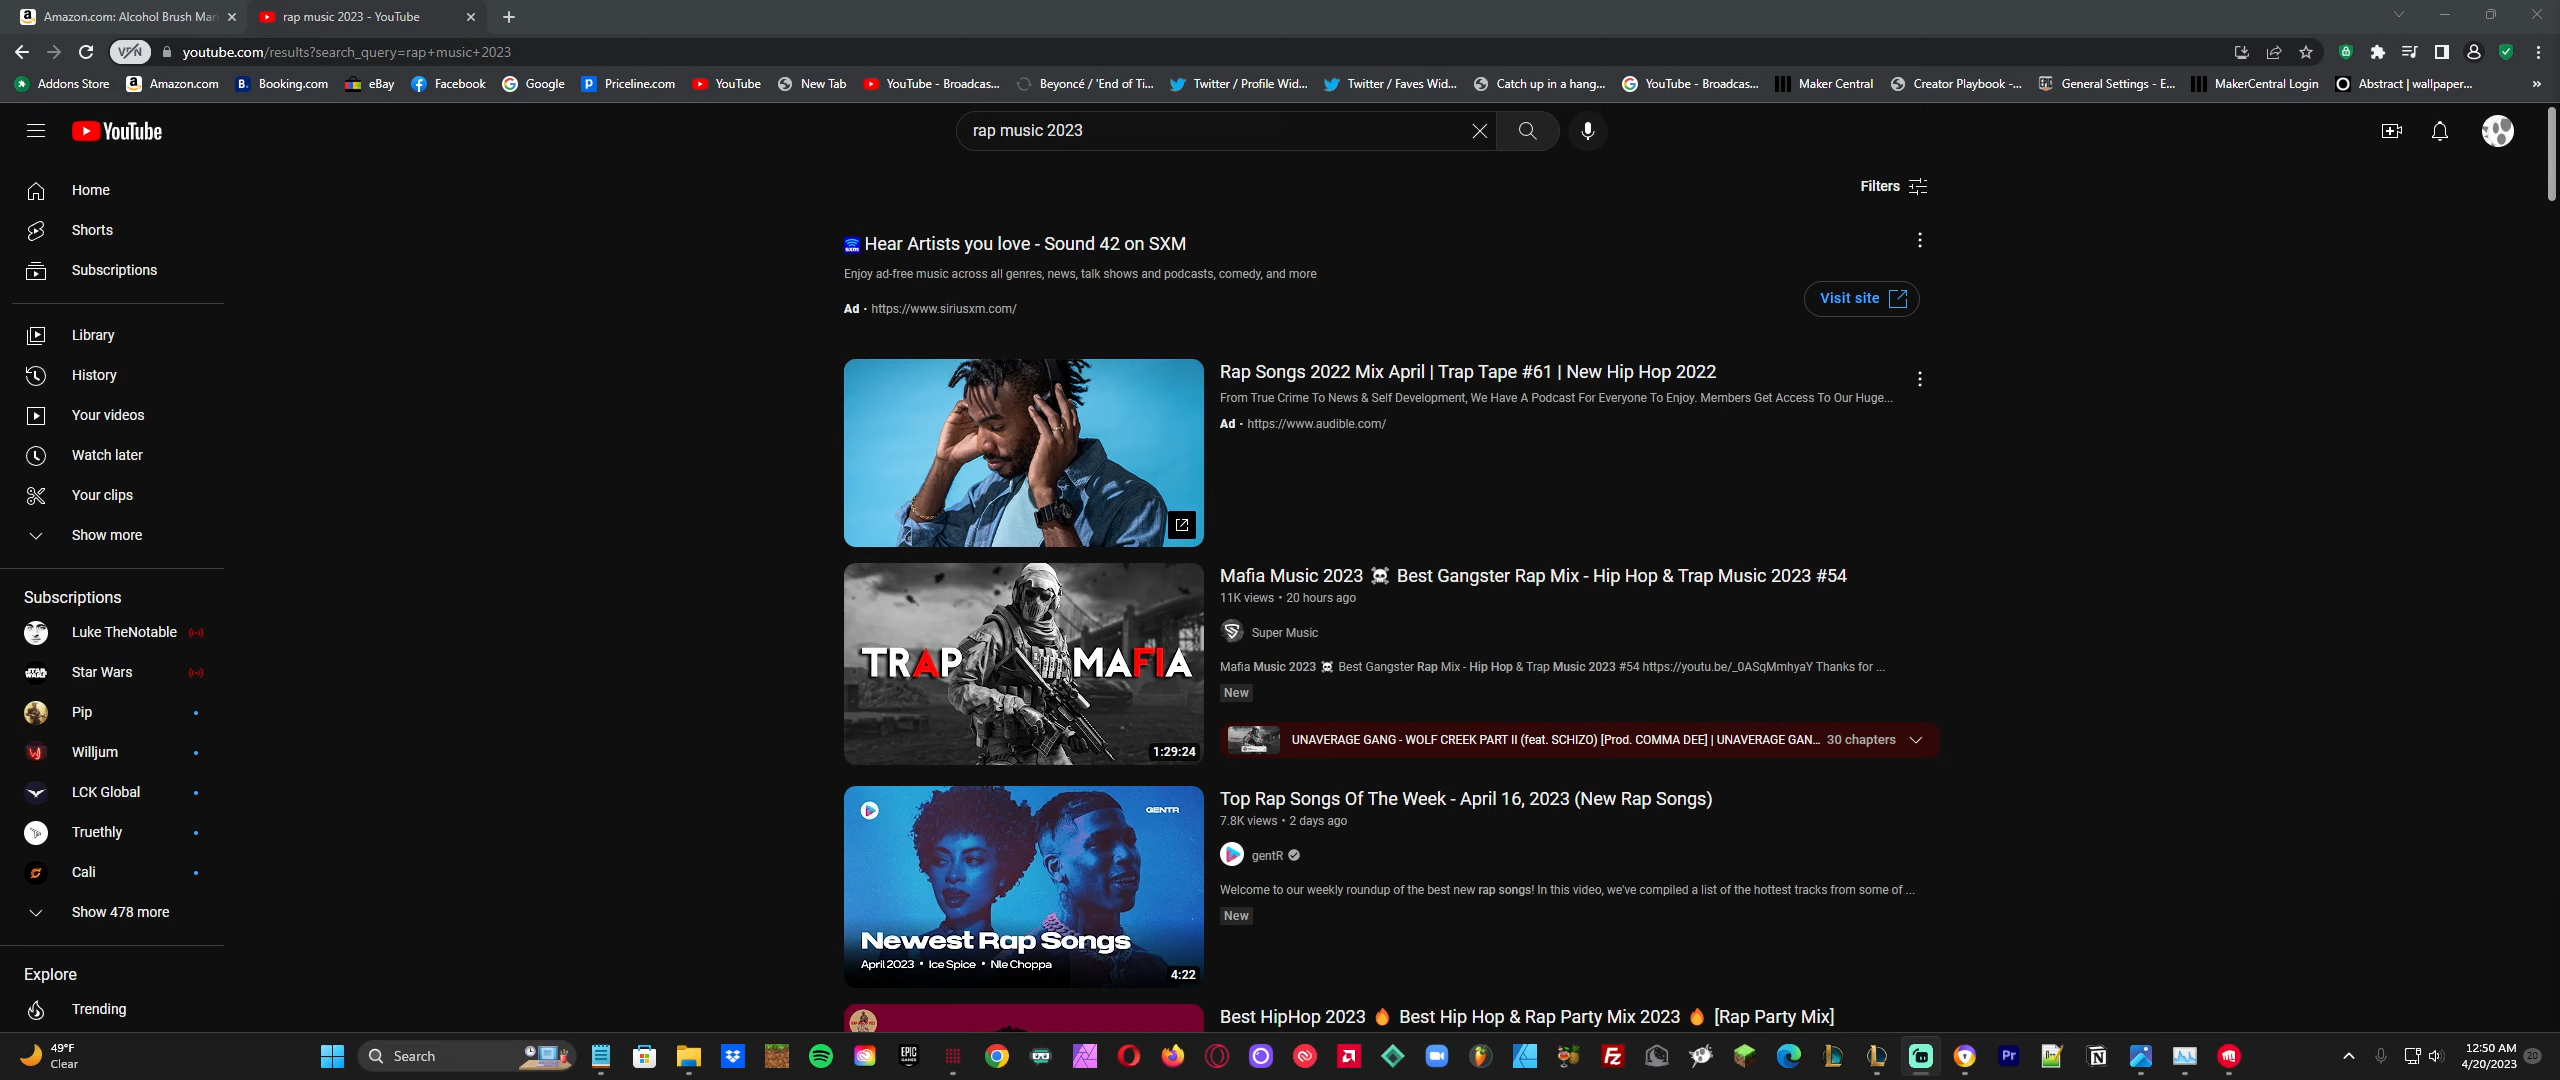 Amazon.com: Alcohol Brush Mar
rap music 2023 - YouTube
VPN
youtube.com/results?search_query=rap+music+2023
Addons Store
Amazon.com
Booking.com
eBay
Facebook
Google
Priceline.com
YouTube
New Tab
YouTube - Broadcas...
Beyoncé / 'End of Ti...
Twitter / Profile Wid...
Twitter / Faves Wid...
Catch up in a hang...
YouTube - Broadcas...
Maker Central
Creator Playbook -...
General Settings - E...
MakerCentral Login
Abstract | wallpaper...
YouTube
rap music 2023
Home
Shorts
Subscriptions
Library
History
Your videos
Watch later
Your clips
Show more
Subscriptions
Luke TheNotable
Star Wars
Pip
Willjum
LCK Global
Truethly
Cali
Show 478 more
Explore
Trending
Filters
Hear Artists you love - Sound 42 on SXM
Enjoy ad-free music across all genres, news, talk shows and podcasts, comedy, and more
Ad · https://www.siriusxm.com/
Visit site
Rap Songs 2022 Mix April | Trap Tape #61 | New Hip Hop 2022
From True Crime To News & Self Development, We Have A Podcast For Everyone To Enjoy. Members Get Access To Our Huge...
Ad · https://www.audible.com/
TRAP MAFIA
1:29:24
Mafia Music 2023 ☠️ Best Gangster Rap Mix - Hip Hop & Trap Music 2023 #54
11K views • 20 hours ago
Super Music
Mafia Music 2023 ☠️ Best Gangster Rap Mix - Hip Hop & Trap Music 2023 #54 https://youtu.be/_0ASqMmhyaY Thanks for ...
New
UNAVERAGE GANG - WOLF CREEK PART II (feat. SCHIZO) [Prod. COMMA DEE] | UNAVERAGE GAN... 30 chapters
GENTR
Newest Rap Songs
April 2023 • Ice Spice • Nle Choppa
4:22
Top Rap Songs Of The Week - April 16, 2023 (New Rap Songs)
7.8K views • 2 days ago
gentR
Welcome to our weekly roundup of the best new rap songs! In this video, we've compiled a list of the hottest tracks from some of ...
New
Best HipHop 2023 🔥 Best Hip Hop & Rap Party Mix 2023 🔥 [Rap Party Mix]
49°F
Clear
Search
EPIC GAMES
Pr
12:50 AM
4/20/2023
20